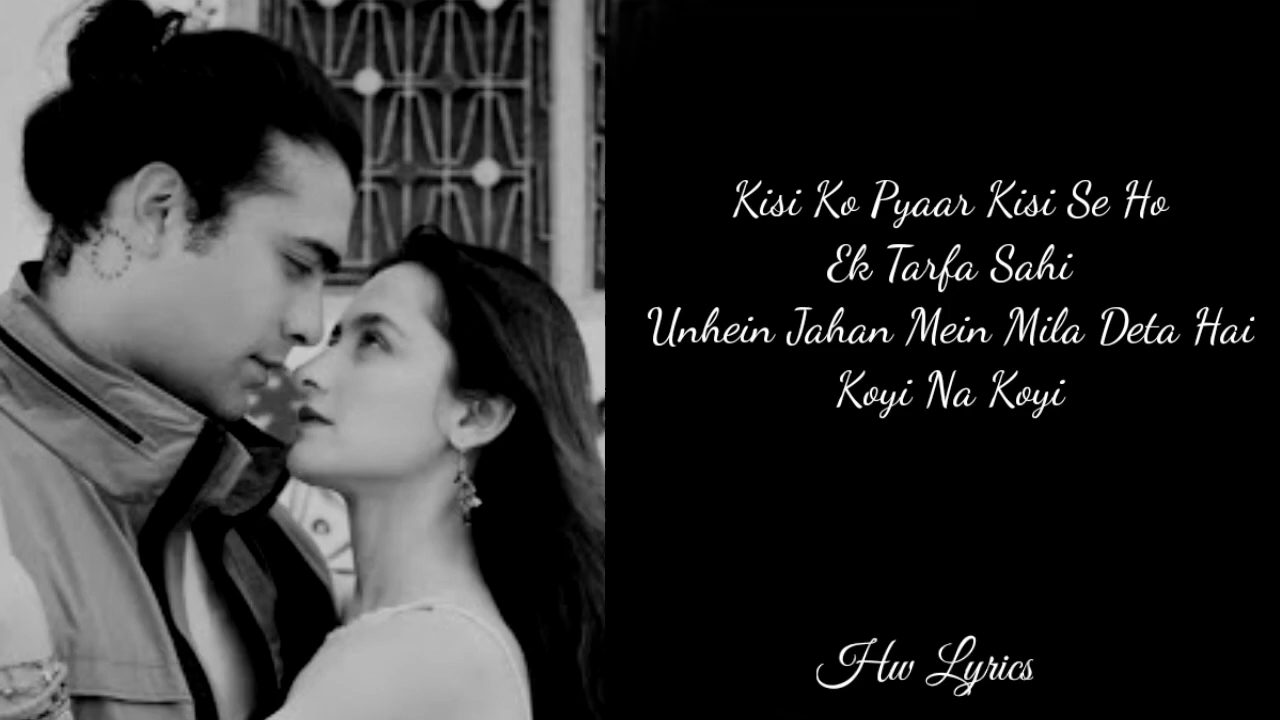 Kisi Ko Pyaar Kisi Se Ho
Ek Tarfa Sahi
Unhein Jahan Mein Mila Deta Hai
Koyi Na Koyi
Hw Lyrics